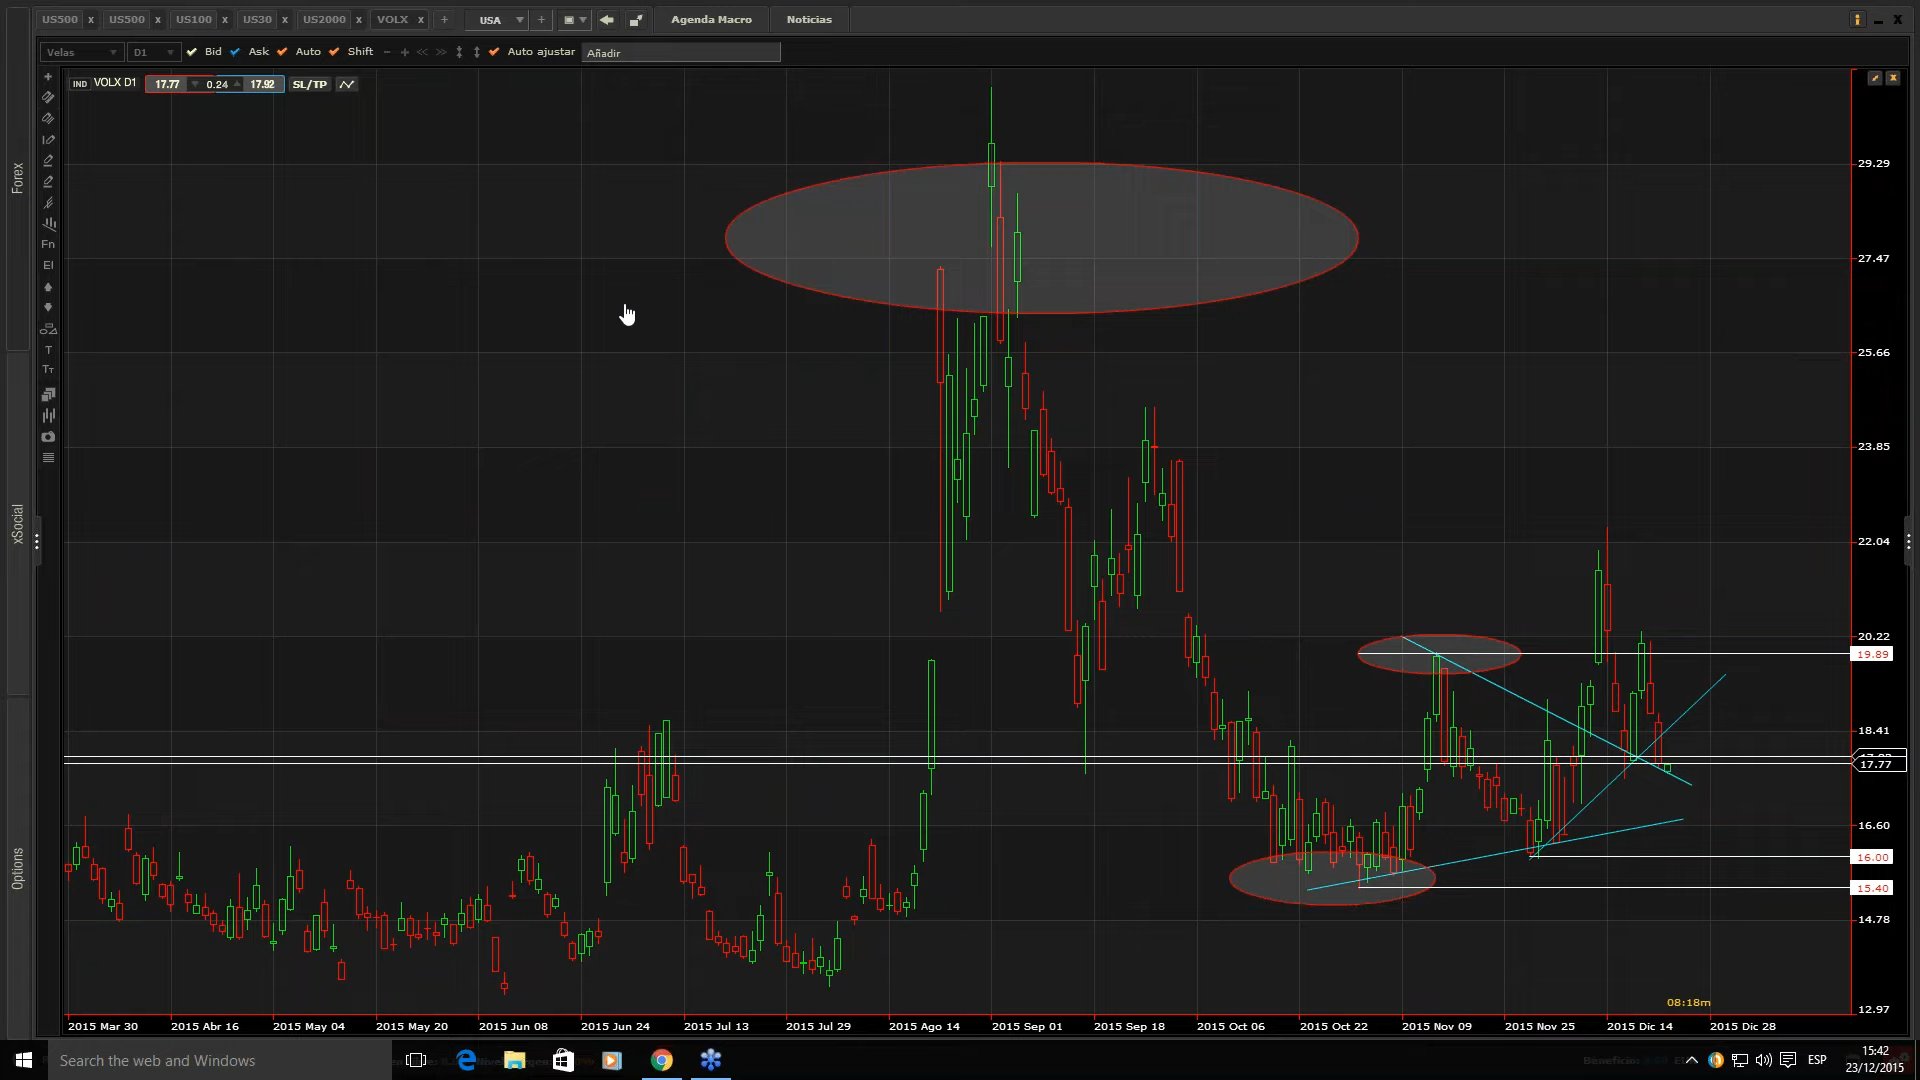 US500 x US500 x US100 x US30 x US2000 x VOLX x + USA + Agenda Macro Noticias
Velas D1 Bid Ask Auto Shift - + << >> Auto ajustar Añadir
IND VOLX D1 17.77 0.24 17.92 SL/TP
Forex
xSocial
Options
Fn
EI
T
TT
29.29
27.47
25.66
23.85
22.04
20.22
19.89
18.41
17.77
16.60
16.00
15.40
14.78
12.97
08:18m
2015 Mar 30 2015 Abr 16 2015 May 04 2015 May 20 2015 Jun 08 2015 Jun 24 2015 Jul 13 2015 Jul 29 2015 Ago 14 2015 Sep 01 2015 Sep 18 2015 Oct 06 2015 Oct 22 2015 Nov 09 2015 Nov 25 2015 Dic 14 2015 Dic 28
Search the web and Windows
ESP
15:42
23/12/2015